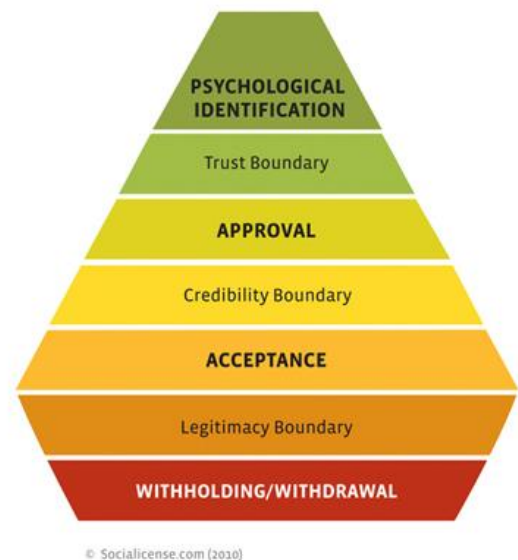 PSYCHOLOGICAL
IDENTIFICATION
Trust Boundary
APPROVAL
Credibility Boundary
ACCEPTANCE
Legitimacy Boundary
WITHHOLDING/WITHDRAWAL
© Socialicense.com (2010)